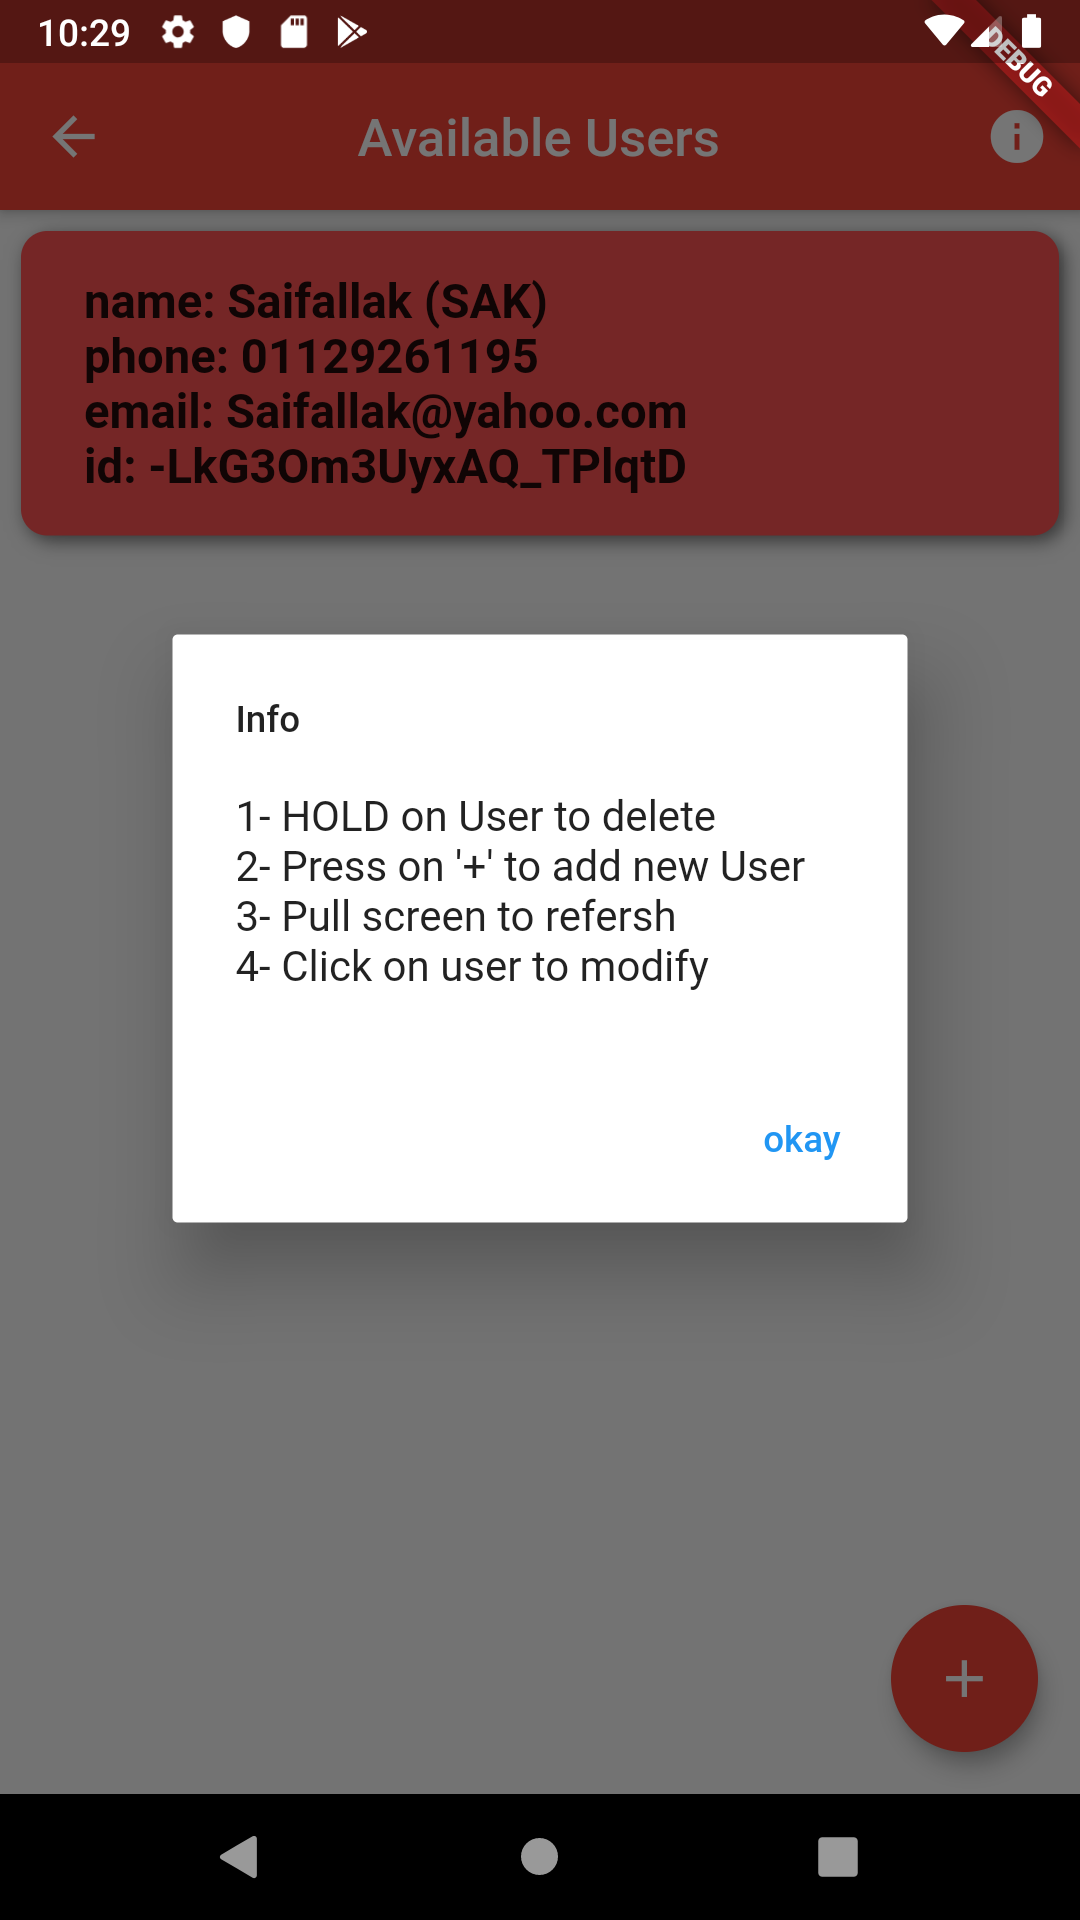 10:29
DEBUG
Available Users
name: Saifallak (SAK)
phone: 01129261195
email: Saifallak@yahoo.com
id: -LkG3Om3UyxAQ_TPlqtD
Info
1- HOLD on User to delete
2- Press on '+' to add new User
3- Pull screen to refersh
4- Click on user to modify
okay